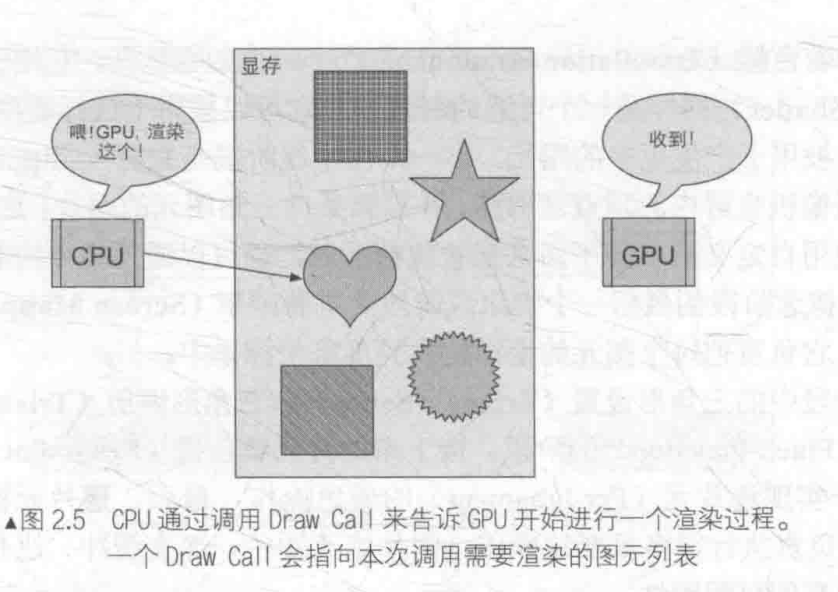 显存
喂!GPU, 渲染
这个!
收到!
CPU
GPU
▲图 2.5 CPU 通过调用 Draw Call 来告诉 GPU 开始进行一个渲染过程。
个 Draw Call 会指向本次调用需要渲染的图元列表